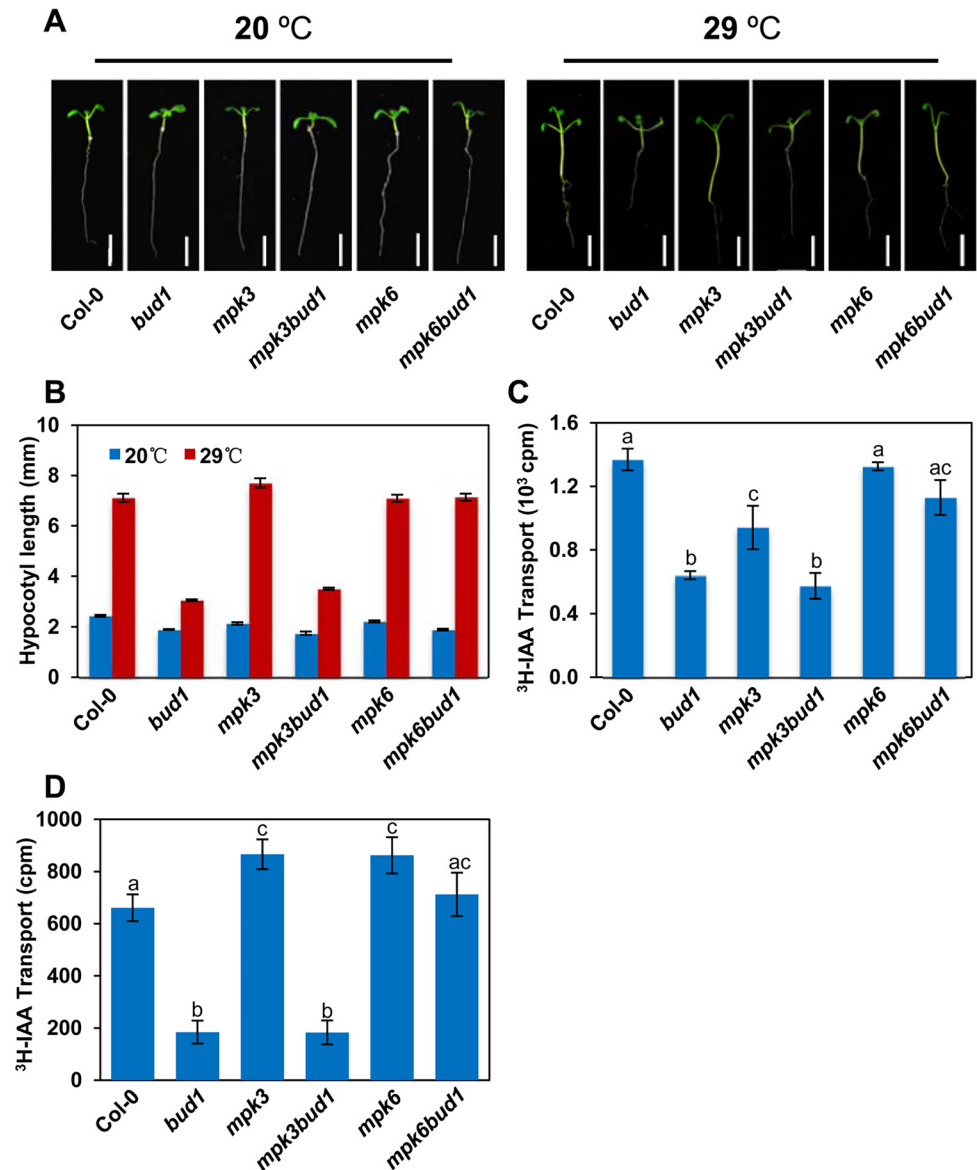 A
20 ºC
29 ºC
Col-0
bud1
mpk3
mpk3bud1
mpk6
mpk6bud1
Col-0
bud1
mpk3
mpk3bud1
mpk6
mpk6bud1
B
Hypocotyl length (mm)
10
8
6
4
2
0
20℃ 29℃
Col-0
bud1
mpk3
mpk3bud1
mpk6
mpk6bud1
C
³H-IAA Transport (10³ cpm)
1.6
1.2
0.8
0.4
0.0
a
b
c
b
a
ac
Col-0
bud1
mpk3
mpk3bud1
mpk6
mpk6bud1
D
³H-IAA Transport (cpm)
1000
800
600
400
200
0
a
b
c
b
c
ac
Col-0
bud1
mpk3
mpk3bud1
mpk6
mpk6bud1